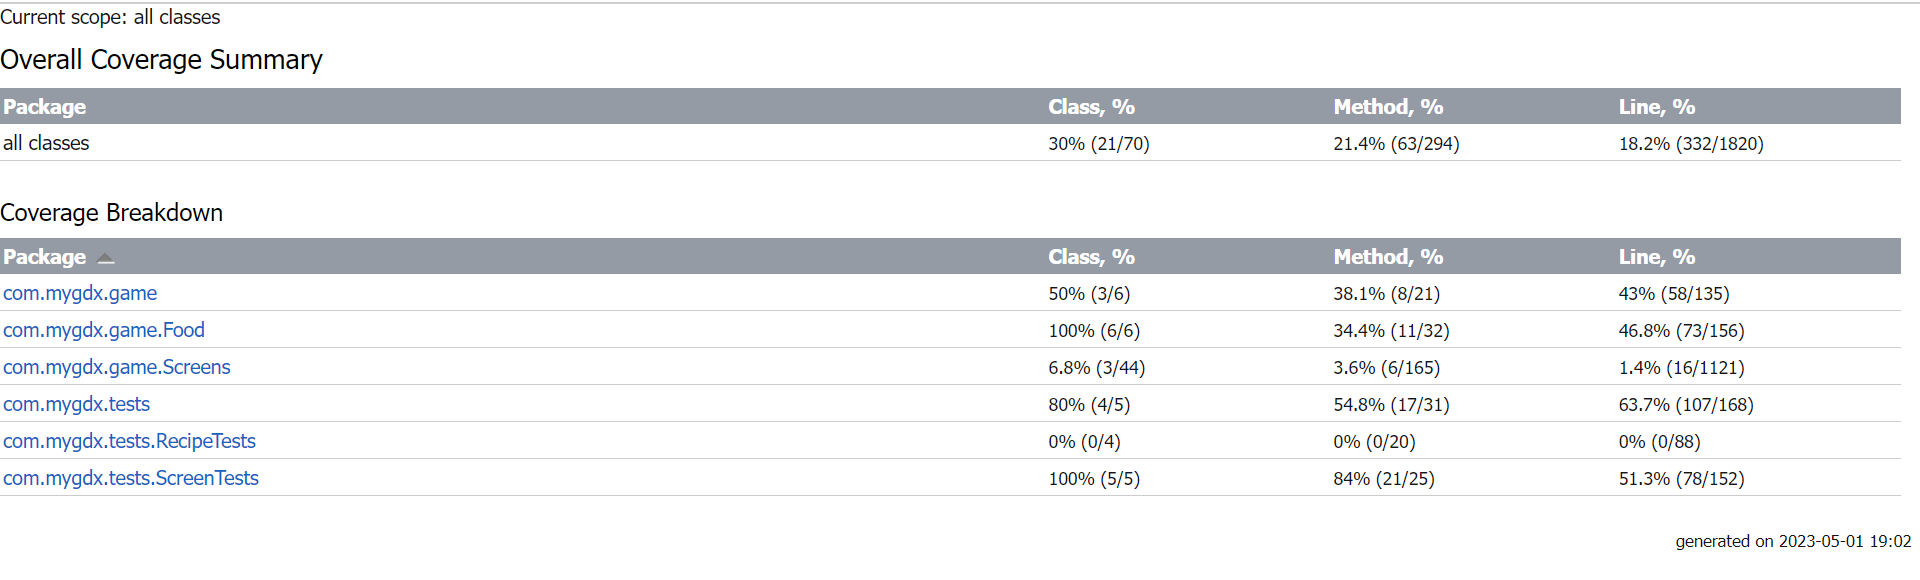 Current scope: all classes
Overall Coverage Summary
Package Class, % Method, % Line, %
all classes 30% (21/70) 21.4% (63/294) 18.2% (332/1820)
Coverage Breakdown
Package Class, % Method, % Line, %
com.mygdx.game 50% (3/6) 38.1% (8/21) 43% (58/135)
com.mygdx.game.Food 100% (6/6) 34.4% (11/32) 46.8% (73/156)
com.mygdx.game.Screens 6.8% (3/44) 3.6% (6/165) 1.4% (16/1121)
com.mygdx.tests 80% (4/5) 54.8% (17/31) 63.7% (107/168)
com.mygdx.tests.RecipeTests 0% (0/4) 0% (0/20) 0% (0/88)
com.mygdx.tests.ScreenTests 100% (5/5) 84% (21/25) 51.3% (78/152)
generated on 2023-05-01 19:02